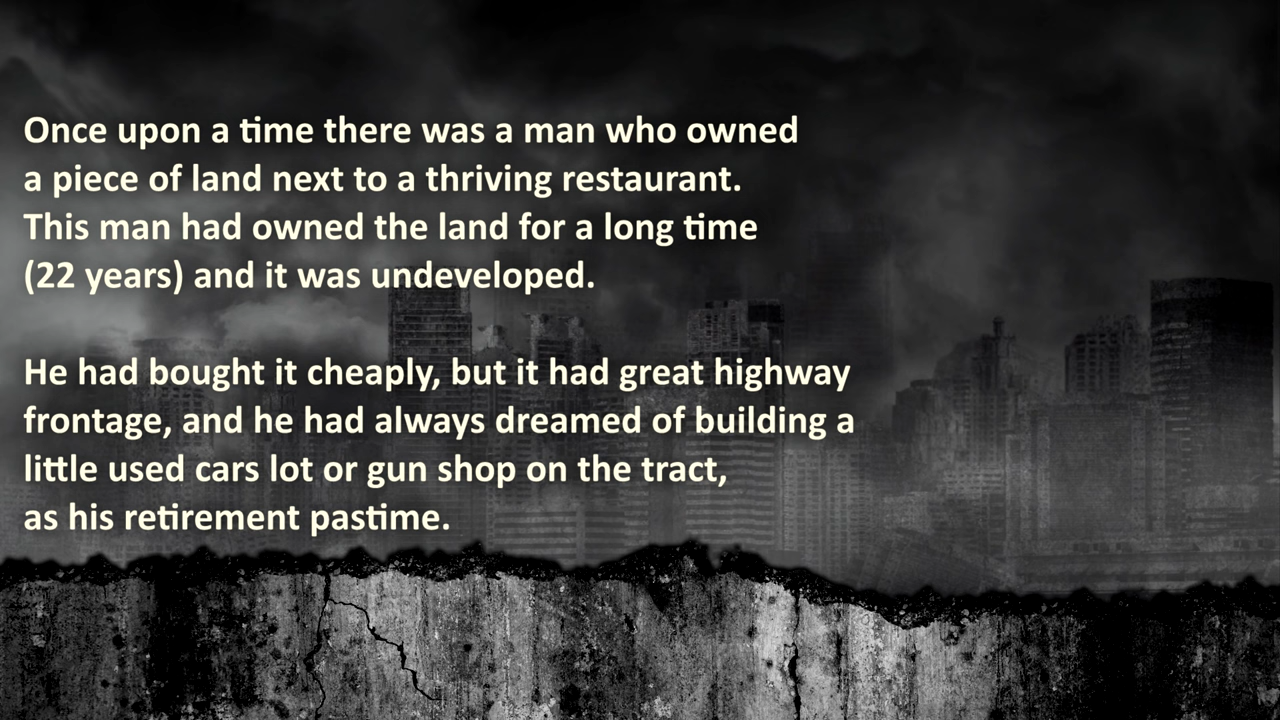 Once upon a time there was a man who owned
a piece of land next to a thriving restaurant.
This man had owned the land for a long time
(22 years) and it was undeveloped.
He had bought it cheaply, but it had great highway
frontage, and he had always dreamed of building a
little used cars lot or gun shop on the tract,
as his retirement pastime.